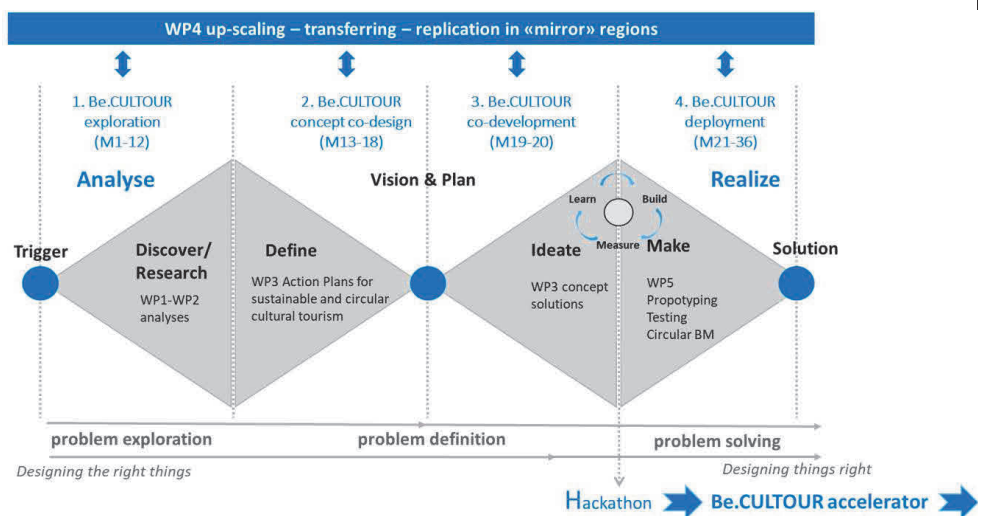 WP4 up-scaling – transferring – replication in «mirror» regions
1. Be.CULTOUR
exploration
(M1-12)
2. Be.CULTOUR
concept co-design
(M13-18)
3. Be.CULTOUR
co-development
(M19-20)
4. Be.CULTOUR
deployment
(M21-36)
Analyse
Vision & Plan
Realize
Trigger
Discover/
Research
WP1-WP2
analyses
Define
WP3 Action Plans for
sustainable and circular
cultural tourism
Learn
Build
Measure
Ideate
WP3 concept
solutions
Make
WP5
Propotyping
Testing
Circular BM
Solution
problem exploration
problem definition
problem solving
Designing the right things
Designing things right
Hackathon
Be.CULTOUR accelerator